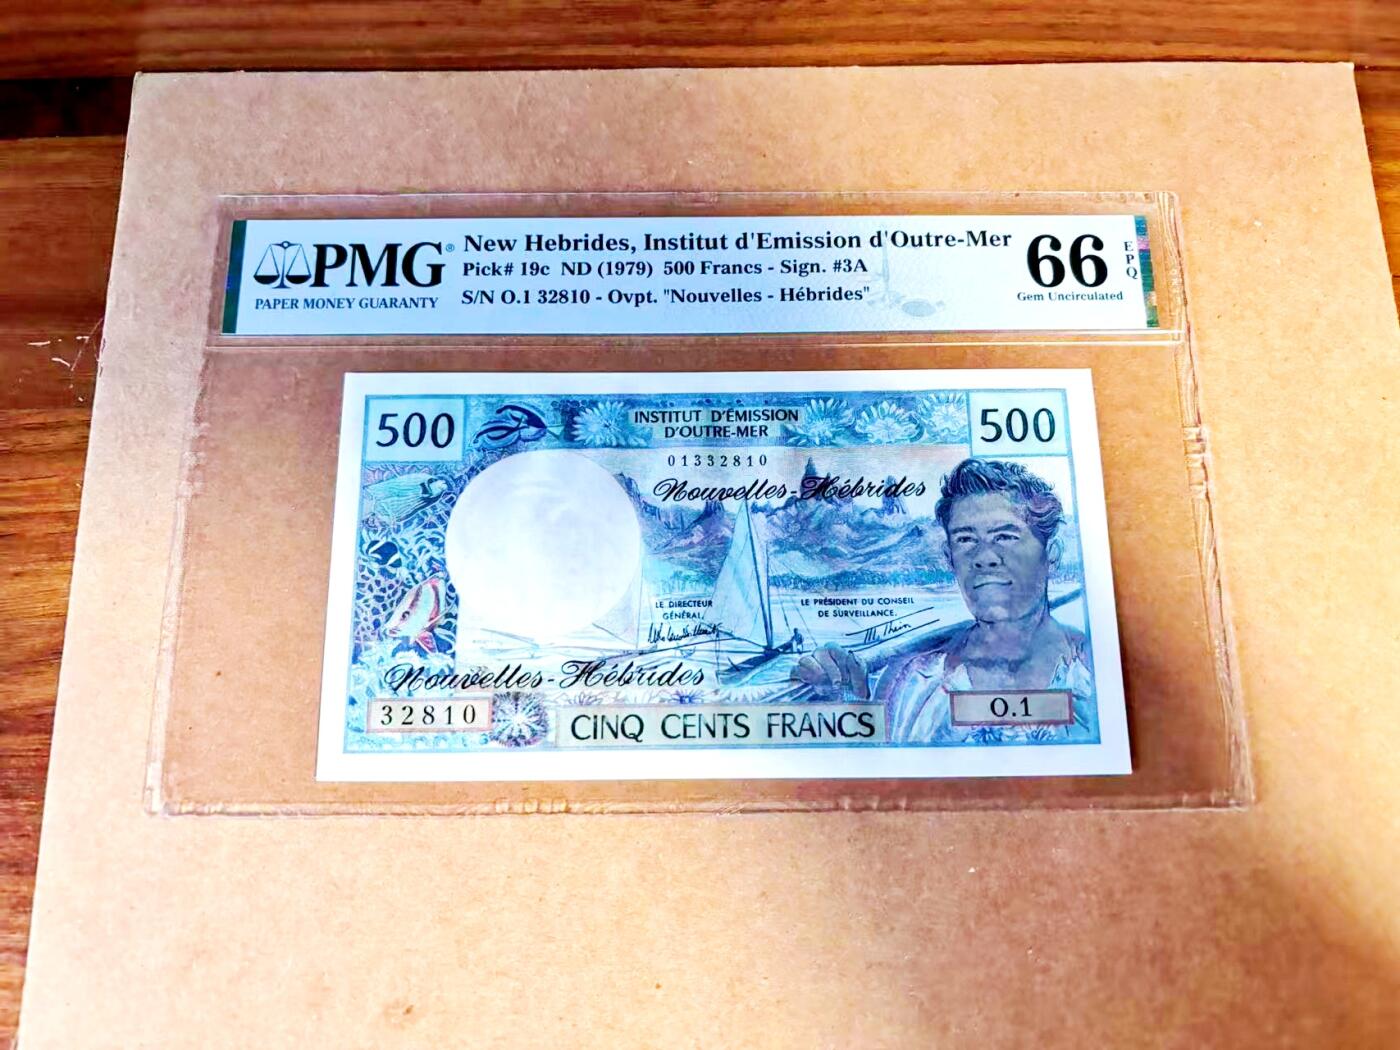 PMG®
PAPER MONEY GUARANTY
New Hebrides, Institut d'Emission d'Outre-Mer
Pick# 19c ND (1979) 500 Francs - Sign. #3A
S/N O.1 32810 - Ovpt. "Nouvelles - Hébrides"
66
EPQ
Gem Uncirculated
500
INSTITUT D'ÉMISSION
D'OUTRE-MER
500
01332810
Nouvelles-Hébrides
LE DIRECTEUR
GÉNÉRAL,
LE PRÉSIDENT DU CONSEIL
DE SURVEILLANCE,
Nouvelles-Hébrides
32810
CINQ CENTS FRANCS
O.1